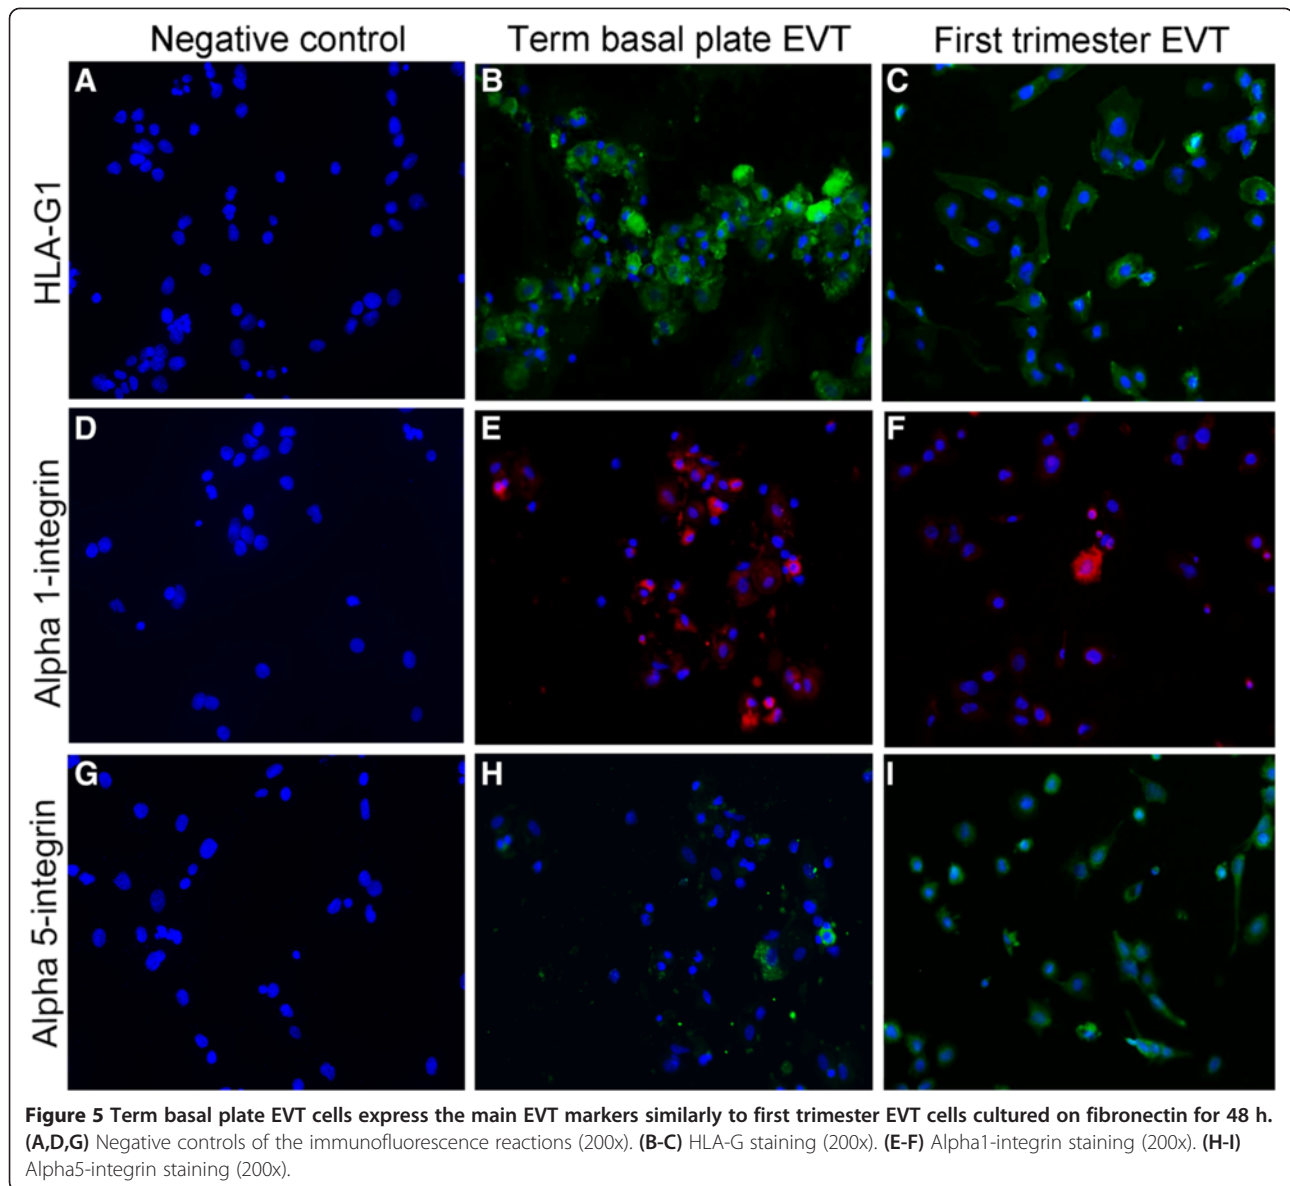 Negative control
Term basal plate EVT
First trimester EVT
HLA-G1
A
B
C
Alpha 1-integrin
D
E
F
Alpha 5-integrin
G
H
I
Figure 5 Term basal plate EVT cells express the main EVT markers similarly to first trimester EVT cells cultured on fibronectin for 48 h.
(A,D,G) Negative controls of the immunofluorescence reactions (200x). (B-C) HLA-G staining (200x). (E-F) Alpha1-integrin staining (200x). (H-I)
Alpha5-integrin staining (200x).